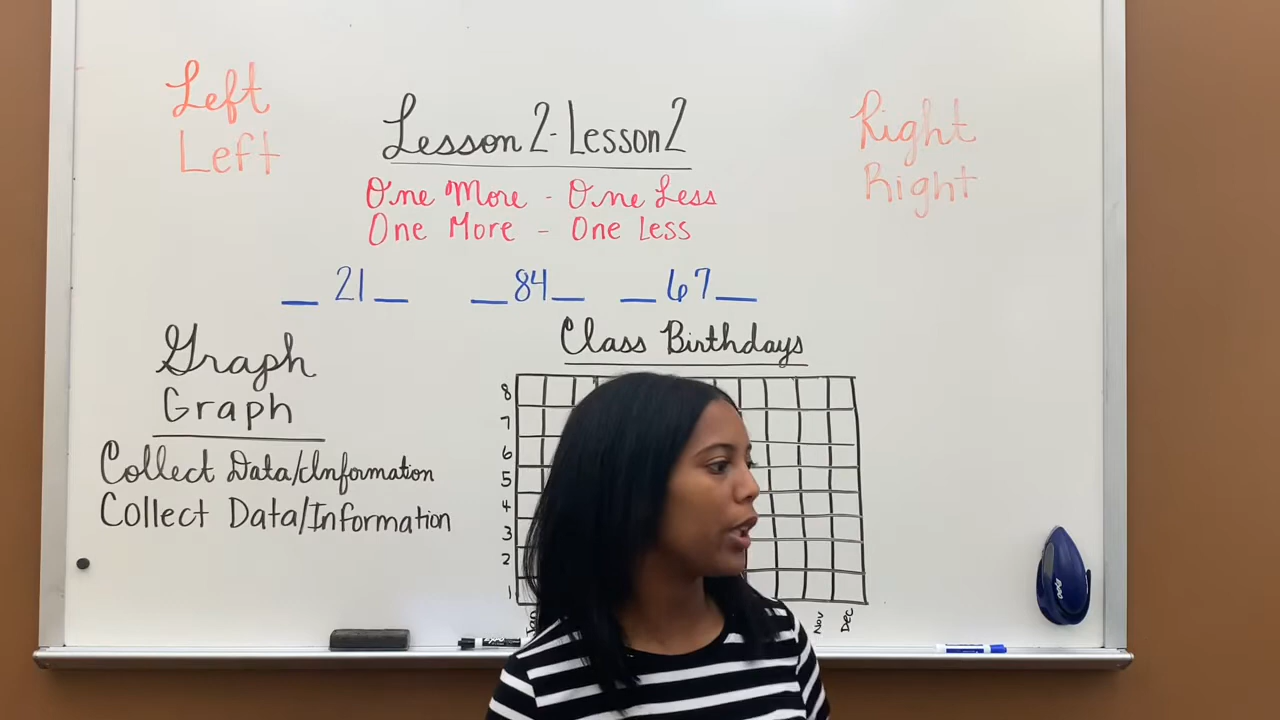 Left
Left
Lesson 2-Lesson 2
One More - One Less
One More - One Less
Right
Right
_ 21 _ _ 84 _ _ 67 _
Graph
Graph
Collect Data/Information
Collect Data/Information
Class Birthdays
8
7
6
5
4
3
2
1
Jan Nov Dec
EXPO